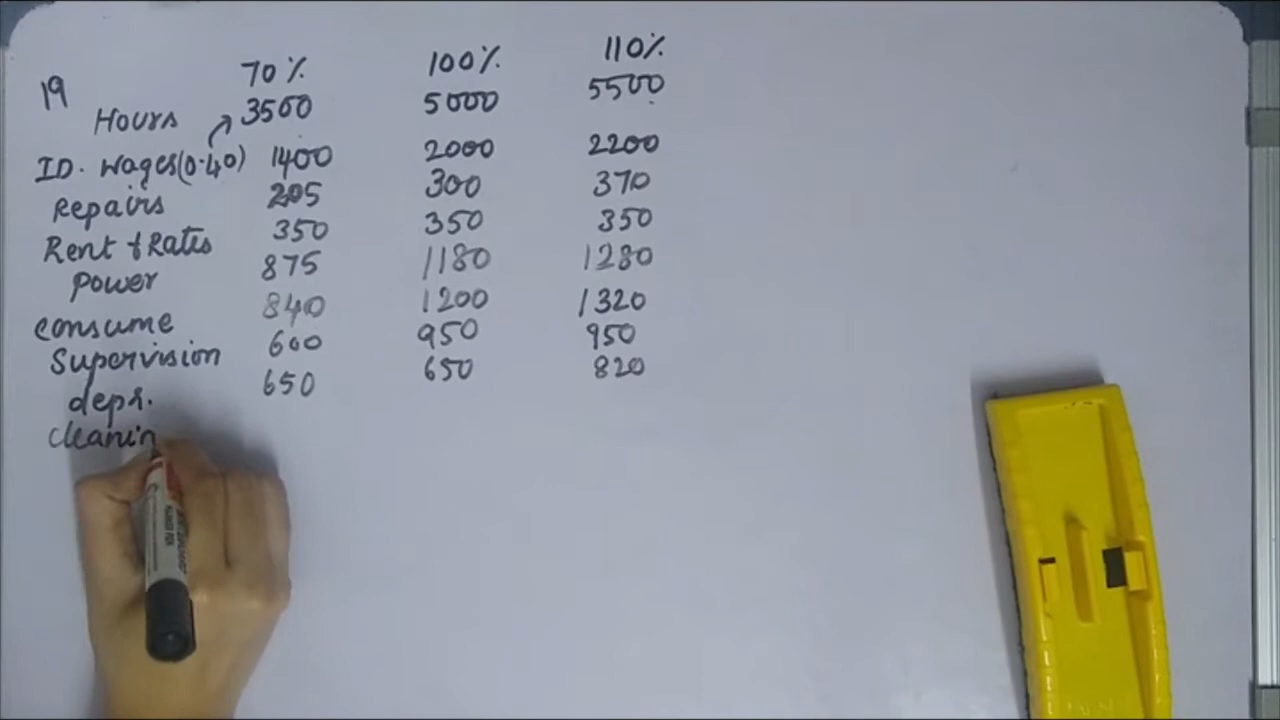 70% 100% 110%
19
Hours 3500 5000 5500
ID. Wages(0.40) 1400 2000 2200
Repairs 205 300 370
Rent & Rates 350 350 350
Power 875 1180 1280
consume 840 1200 1320
Supervision 600 950 950
depr. 650 650 820
Cleanin